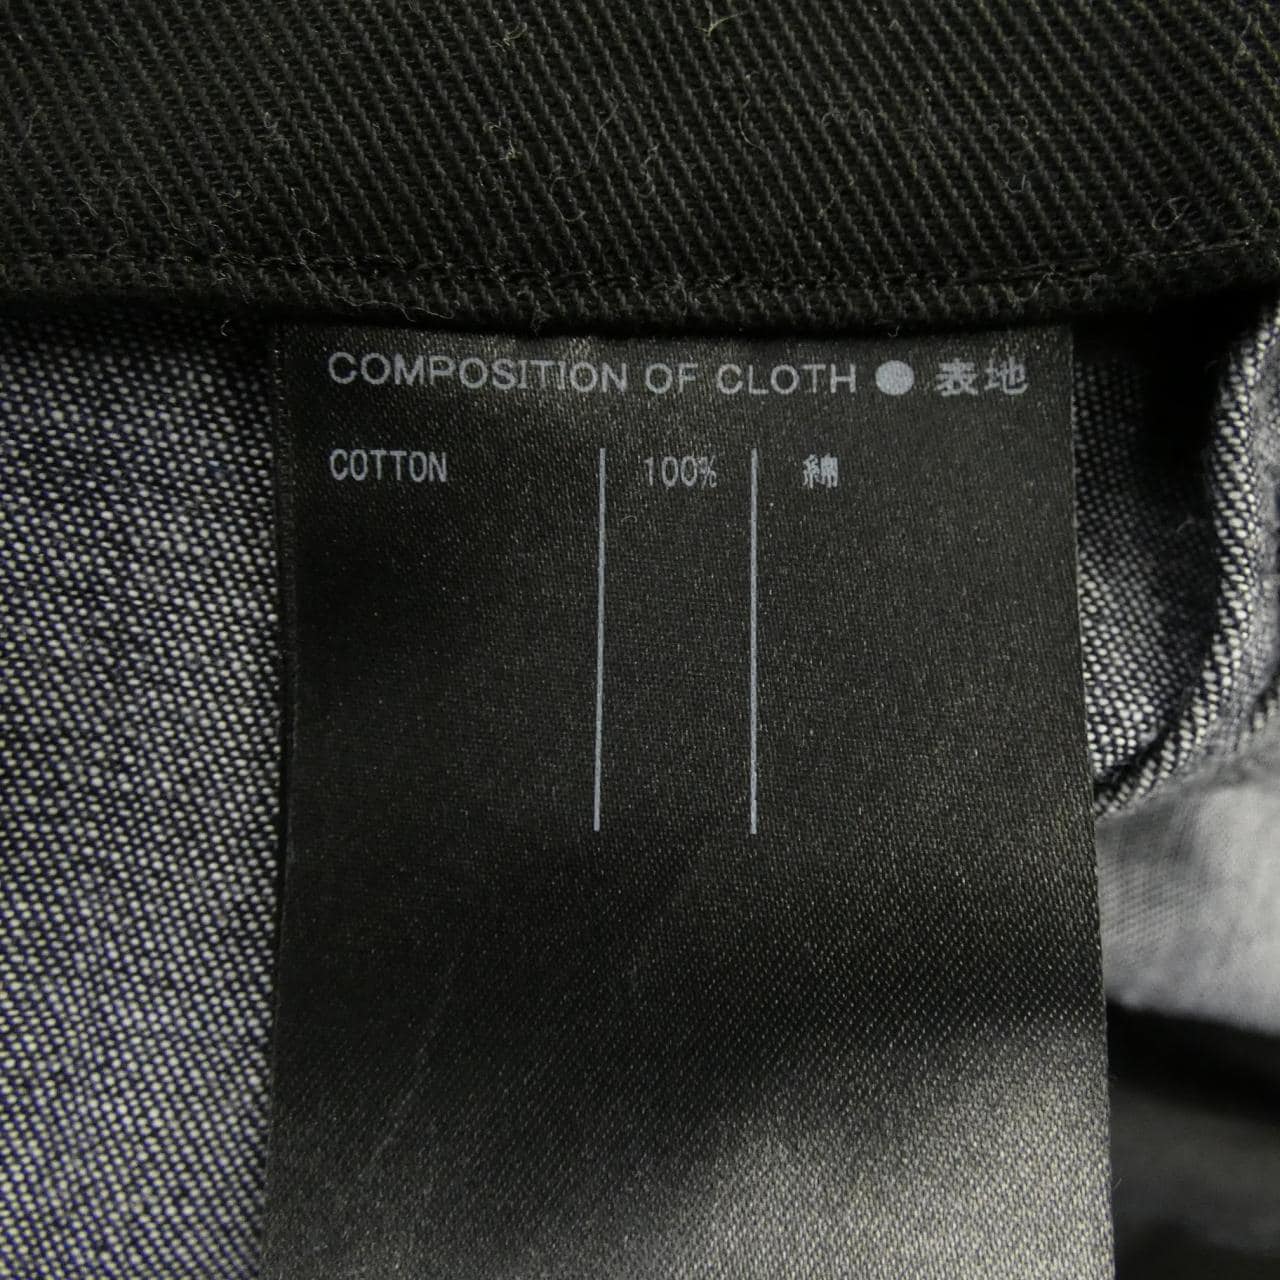 COMPOSITION OF CLOTH ● 表地
COTTON 100% 綿